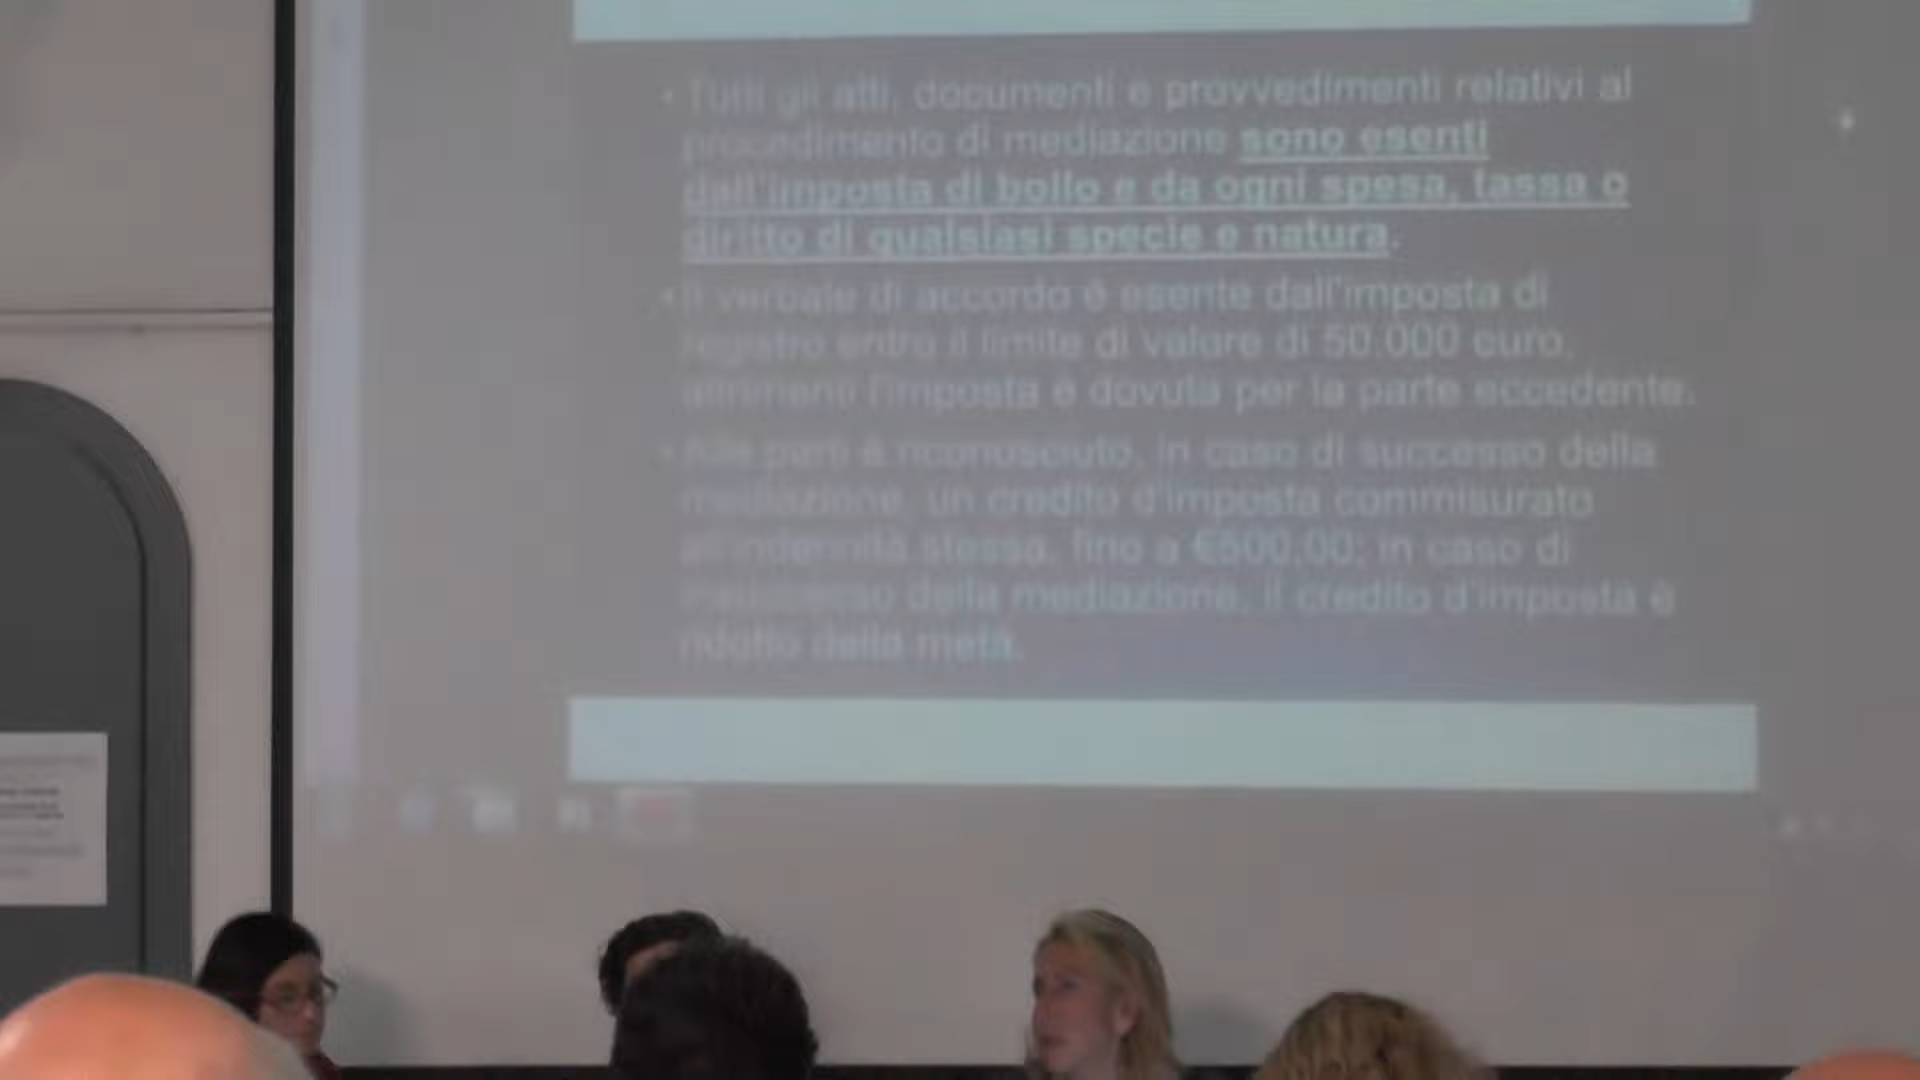 • Tutti gli atti, documenti e provvedimenti relativi al
procedimento di mediazione sono esenti
dall'imposta di bollo e da ogni spesa, tassa o
diritto di qualsiasi specie e natura.
• Il verbale di accordo è esente dall'imposta di
registro entro il limite di valore di 50.000 euro,
altrimenti l'imposta è dovuta per la parte eccedente.
• Alle parti è riconosciuto, in caso di successo della
mediazione, un credito d'imposta commisurato
all'indennità stessa, fino a €500,00; in caso di
insuccesso della mediazione, il credito d'imposta è
ridotto della metà.